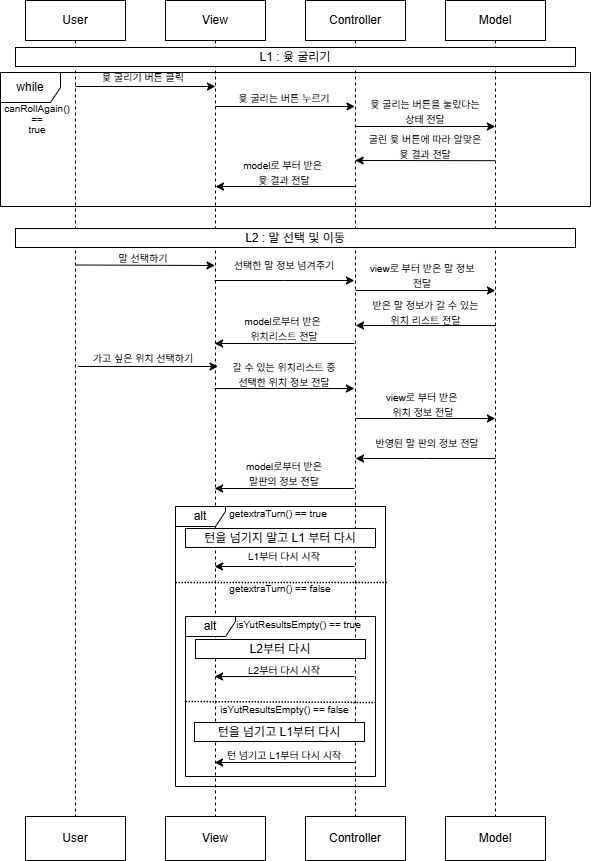 User
View
Controller
Model
L1 : 윷 굴리기
while
canRollAgain()
==
true
윷 굴리기 버튼 클릭
윷 굴리는 버튼 누르기
윷 굴리는 버튼을 눌렀다는
상태 전달
굴린 윷 버튼에 따라 알맞은
윷 결과 전달
model로 부터 받은
윷 결과 전달
L2 : 말 선택 및 이동
말 선택하기
선택한 말 정보 넘겨주기
view로 부터 받은 말 정보
전달
받은 말 정보가 갈 수 있는
위치 리스트 전달
model로부터 받은
위치리스트 전달
가고 싶은 위치 선택하기
갈 수 있는 위치리스트 중
선택한 위치 정보 전달
view로 부터 받은
위치 정보 전달
반영된 말 판의 정보 전달
model로부터 받은
말판의 정보 전달
alt
getextraTurn() == true
턴을 넘기지 말고 L1 부터 다시
L1부터 다시 시작
getextraTurn() == false
alt
isYutResultsEmpty() == true
L2부터 다시
L2부터 다시 시작
isYutResultsEmpty() == false
턴을 넘기고 L1부터 다시
턴 넘기고 L1부터 다시 시작
User
View
Controller
Model